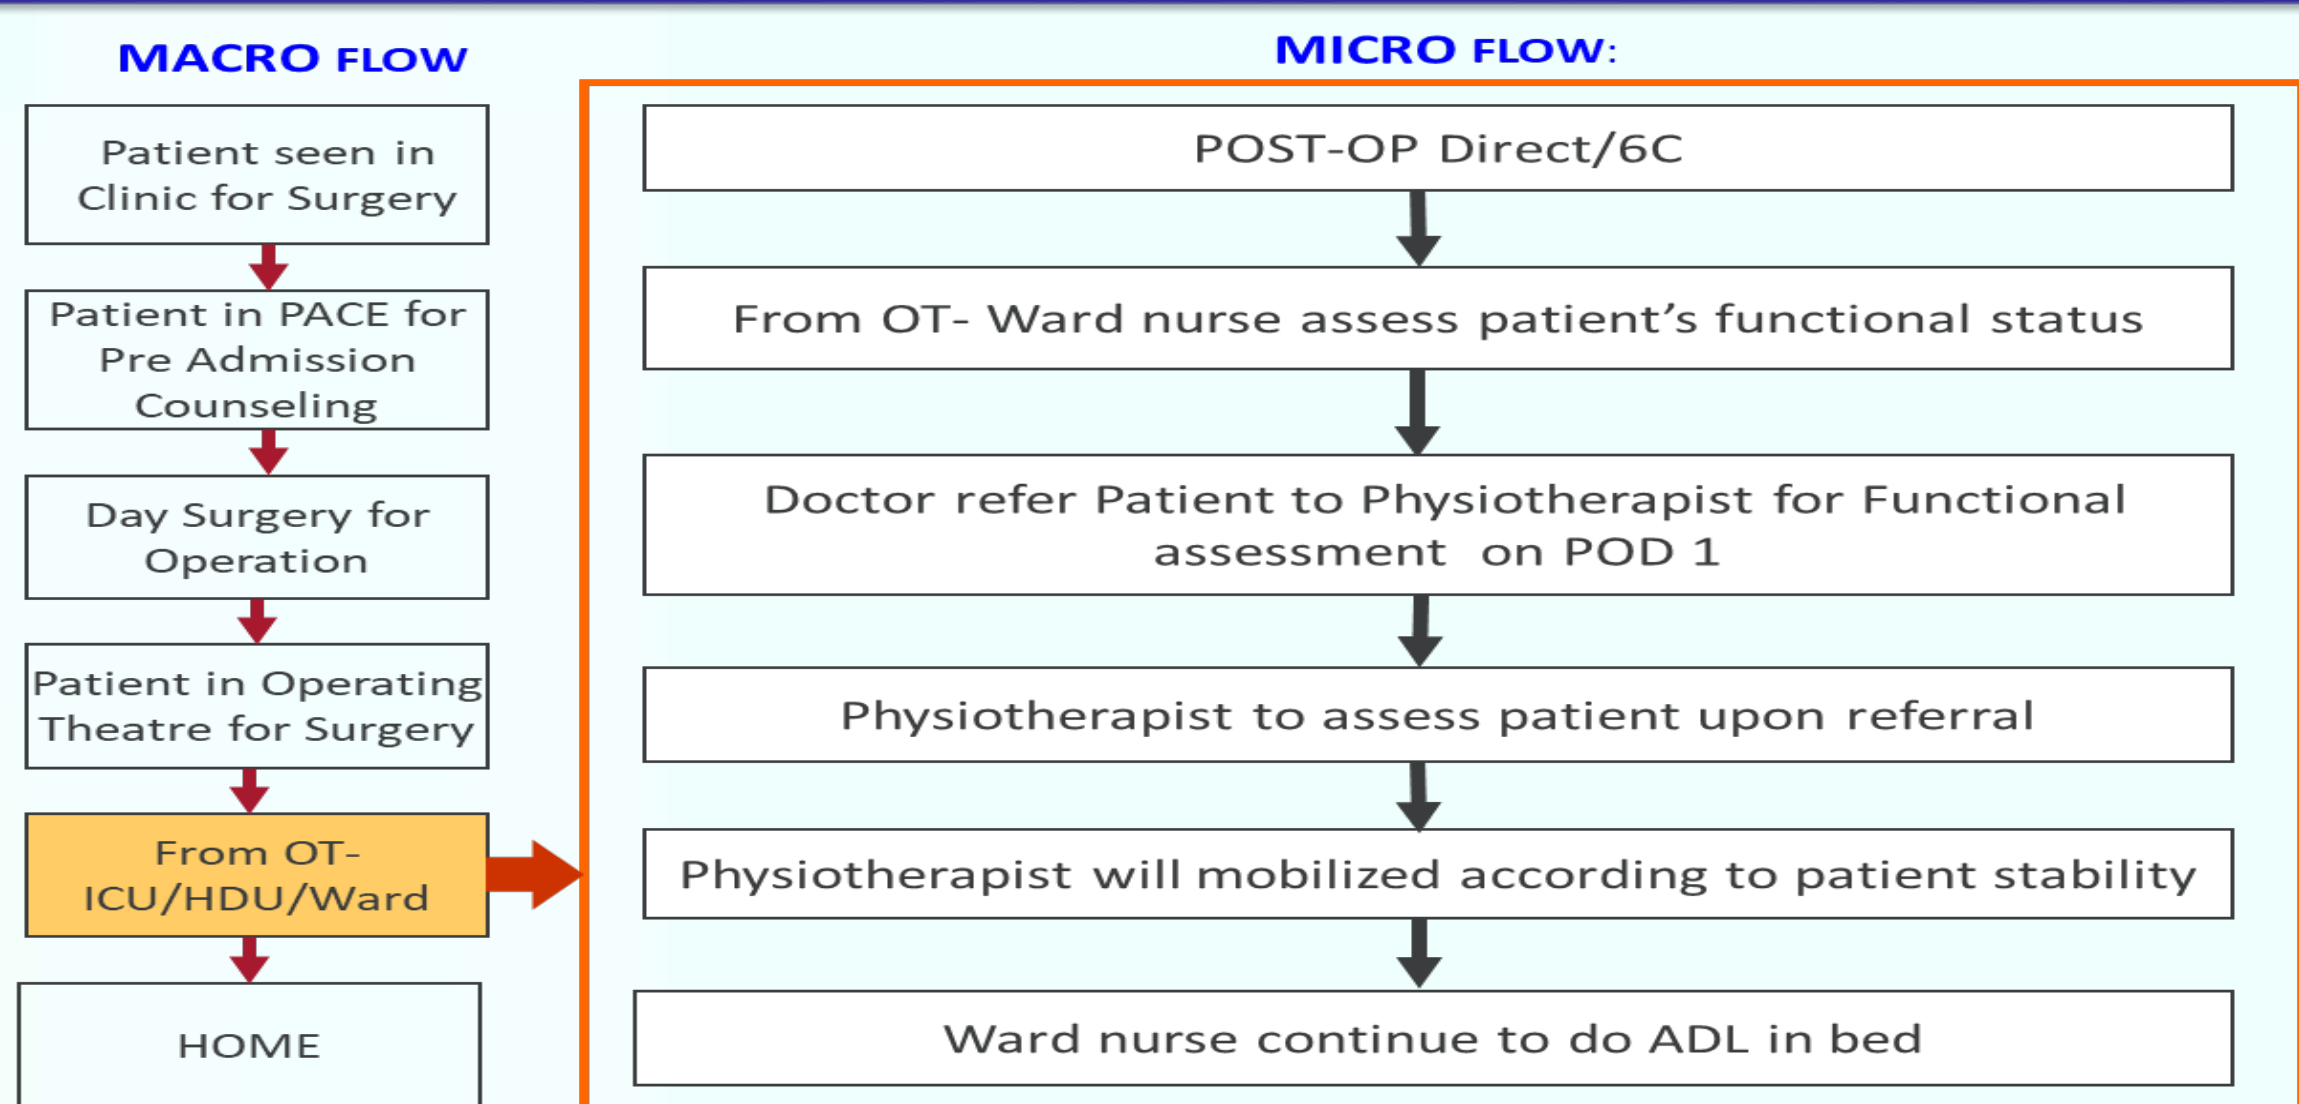 MACRO FLOW
Patient seen in
Clinic for Surgery
Patient in PACE for
Pre Admission
Counseling
Day Surgery for
Operation
Patient in Operating
Theatre for Surgery
From OT-
ICU/HDU/Ward
HOME
MICRO FLOW:
POST-OP Direct/6C
From OT- Ward nurse assess patient’s functional status
Doctor refer Patient to Physiotherapist for Functional
assessment on POD 1
Physiotherapist to assess patient upon referral
Physiotherapist will mobilized according to patient stability
Ward nurse continue to do ADL in bed